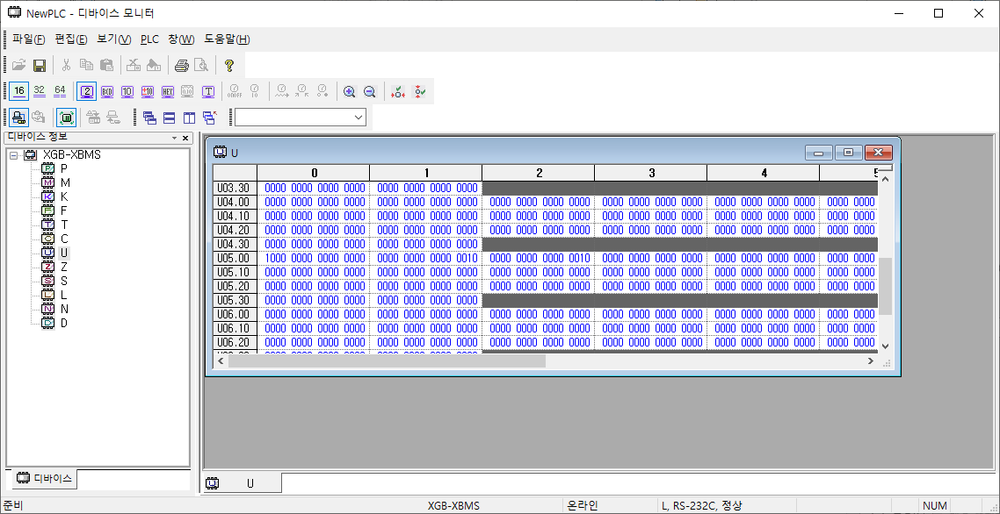 NewPLC - 디바이스 모니터
파일(F) 편집(E) 보기(V) PLC 창(W) 도움말(H)
16 32 64 2 BCD 10 ±10 HEX T
디바이스 정보
XGB-XBMS
P
M
K
F
T
C
U
Z
S
L
N
D
디바이스
U
0 1 2 3 4 5
U03.30 0000 0000 0000 0000 0000 0000 0000 0000
U04.00 0000 0000 0000 0000 0000 0000 0000 0000 0000 0000 0000 0000 0000 0000 0000 0000 0000 0000 0000 0000 0000 0000
U04.10 0000 0000 0000 0000 0000 0000 0000 0000 0000 0000 0000 0000 0000 0000 0000 0000 0000 0000 0000 0000 0000 0000
U04.20 0000 0000 0000 0000 0000 0000 0000 0000 0000 0000 0000 0000 0000 0000 0000 0000 0000 0000 0000 0000 0000 0000
U04.30 0000 0000 0000 0000 0000 0000 0000 0000
U05.00 1000 0000 0000 0000 0000 0000 0000 0010 0000 0000 0000 0010 0000 0000 0000 0000 0000 0000 0000 0000 0000 0000
U05.10 0000 0000 0000 0000 0000 0000 0000 0000 0000 0000 0000 0000 0000 0000 0000 0000 0000 0000 0000 0000 0000 0000
U05.20 0000 0000 0000 0000 0000 0000 0000 0000 0000 0000 0000 0000 0000 0000 0000 0000 0000 0000 0000 0000 0000 0000
U05.30 0000 0000 0000 0000 0000 0000 0000 0000
U06.00 0000 0000 0000 0000 0000 0000 0000 0000 0000 0000 0000 0000 0000 0000 0000 0000 0000 0000 0000 0000 0000 0000
U06.10 0000 0000 0000 0000 0000 0000 0000 0000 0000 0000 0000 0000 0000 0000 0000 0000 0000 0000 0000 0000 0000 0000
U06.20 0000 0000 0000 0000 0000 0000 0000 0000 0000 0000 0000 0000 0000 0000 0000 0000 0000 0000 0000 0000 0000 0000
U
준비 XGB-XBMS 온라인 L, RS-232C, 정상 NUM